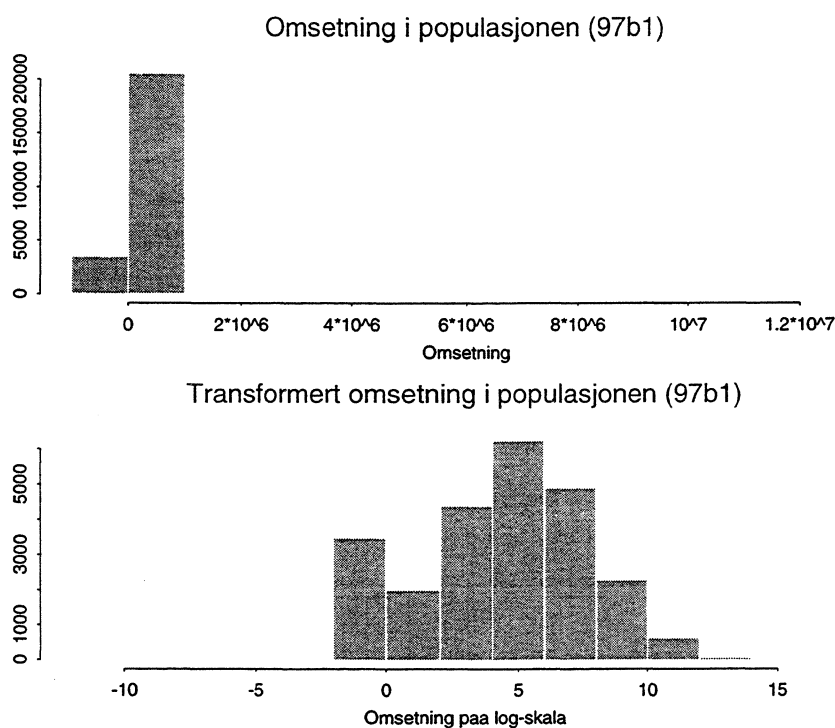 Omsetning i populasjonen (97b1)
20000
15000
10000
5000
0
0 2*10^6 4*10^6 6*10^6 8*10^6 10^7 1.2*10^7
Omsetning
Transformert omsetning i populasjonen (97b1)
5000
3000
1000
0
-10 -5 0 5 10 15
Omsetning paa log-skala